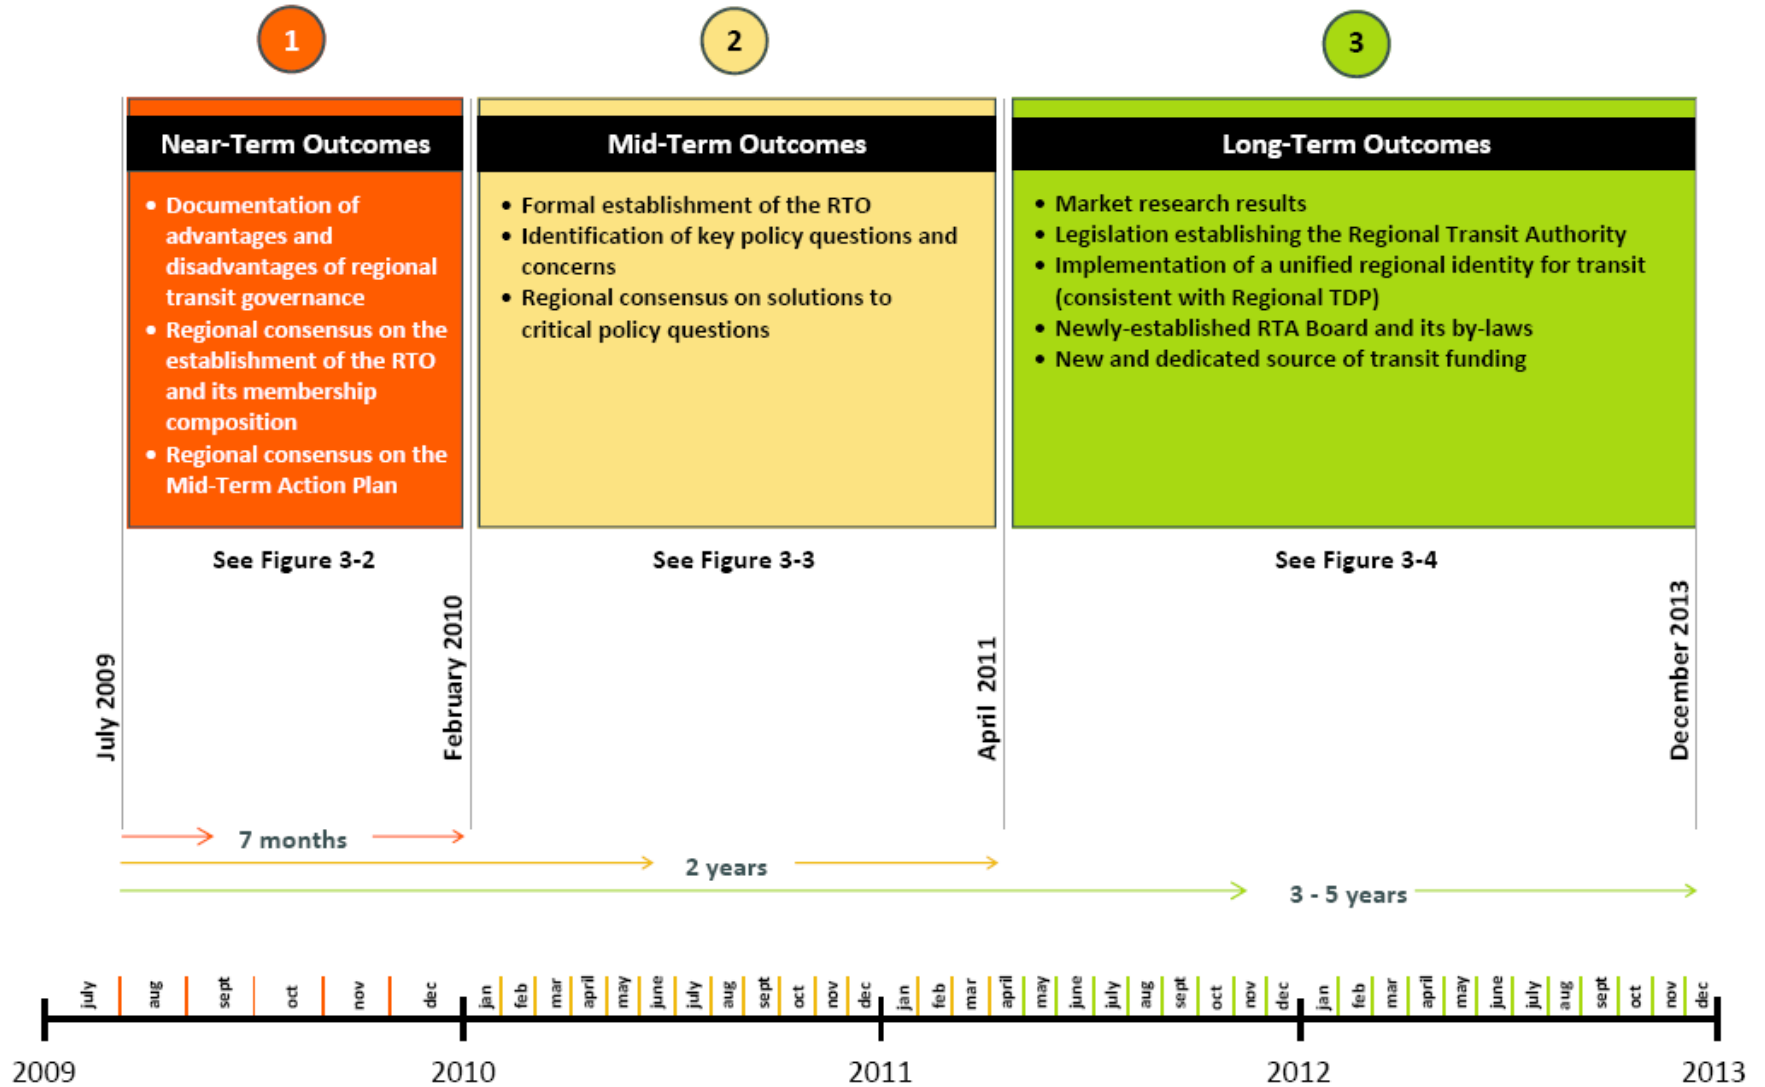 1
2
3
Near-Term Outcomes
• Documentation of
advantages and
disadvantages of regional
transit governance
• Regional consensus on the
establishment of the RTO
and its membership
composition
• Regional consensus on the
Mid-Term Action Plan
See Figure 3-2
Mid-Term Outcomes
• Formal establishment of the RTO
• Identification of key policy questions and
concerns
• Regional consensus on solutions to
critical policy questions
See Figure 3-3
Long-Term Outcomes
• Market research results
• Legislation establishing the Regional Transit Authority
• Implementation of a unified regional identity for transit
(consistent with Regional TDP)
• Newly-established RTA Board and its by-laws
• New and dedicated source of transit funding
See Figure 3-4
July 2009
February 2010
April 2011
December 2013
7 months
2 years
3 - 5 years
july aug sept oct nov dec jan feb mar april may june july aug sept oct nov dec jan feb mar april may june july aug sept oct nov dec jan feb mar april may june july aug sept oct nov dec
2009 2010 2011 2012 2013